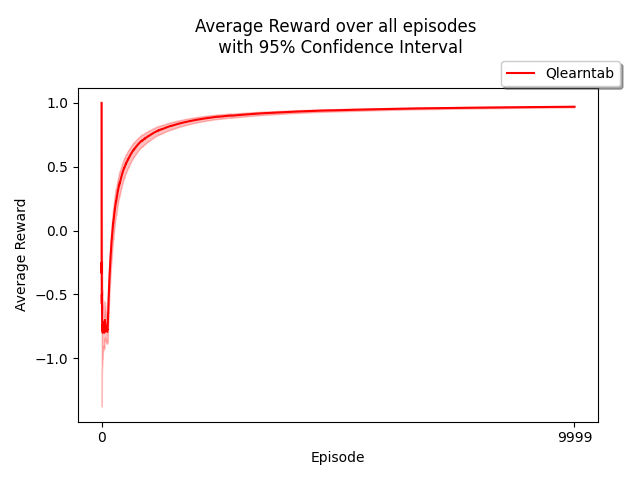 Average Reward over all episodes
with 95% Confidence Interval
Qlearntab
1.0
0.5
0.0
−0.5
−1.0
Average Reward
0
9999
Episode